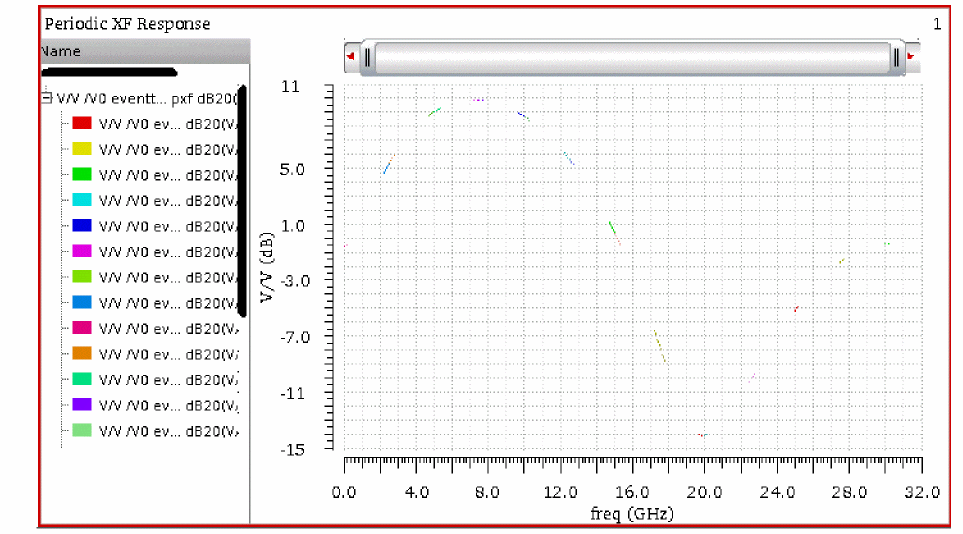 Periodic XF Response
1
Name
V/V /V0 eventt... pxf dB20(
V/V /V0 ev... dB20(V/
V/V /V0 ev... dB20(V/
V/V /V0 ev... dB20(V/
V/V /V0 ev... dB20(V/
V/V /V0 ev... dB20(V/
V/V /V0 ev... dB20(V/
V/V /V0 ev... dB20(V/
V/V /V0 ev... dB20(V/
V/V /V0 ev... dB20(V/
V/V /V0 ev... dB20(V/
V/V /V0 ev... dB20(V/
V/V /V0 ev... dB20(V/
V/V /V0 ev... dB20(V/
V/V (dB)
11
5.0
1.0
-3.0
-7.0
-11
-15
0.0 4.0 8.0 12.0 16.0 20.0 24.0 28.0 32.0
freq (GHz)